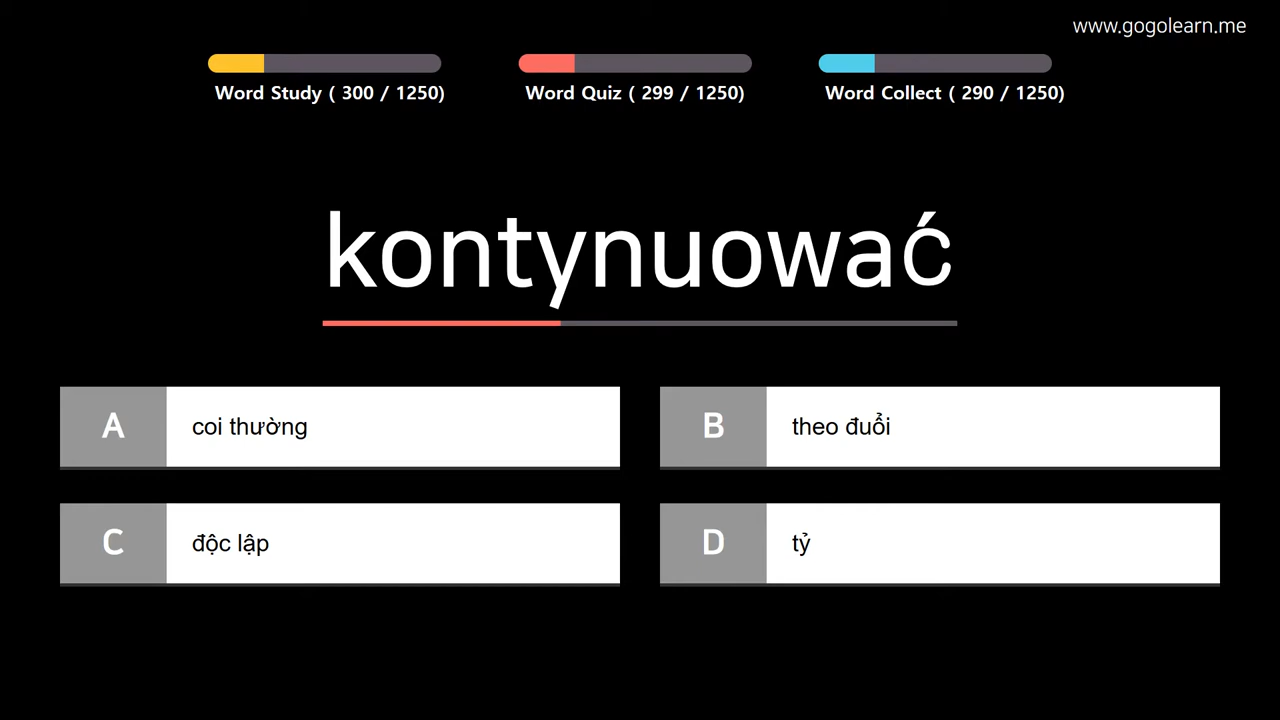 www.gogolearn.me
Word Study ( 300 / 1250)
Word Quiz ( 299 / 1250)
Word Collect ( 290 / 1250)
kontynuować
A coi thường
B theo đuổi
C độc lập
D tỷ